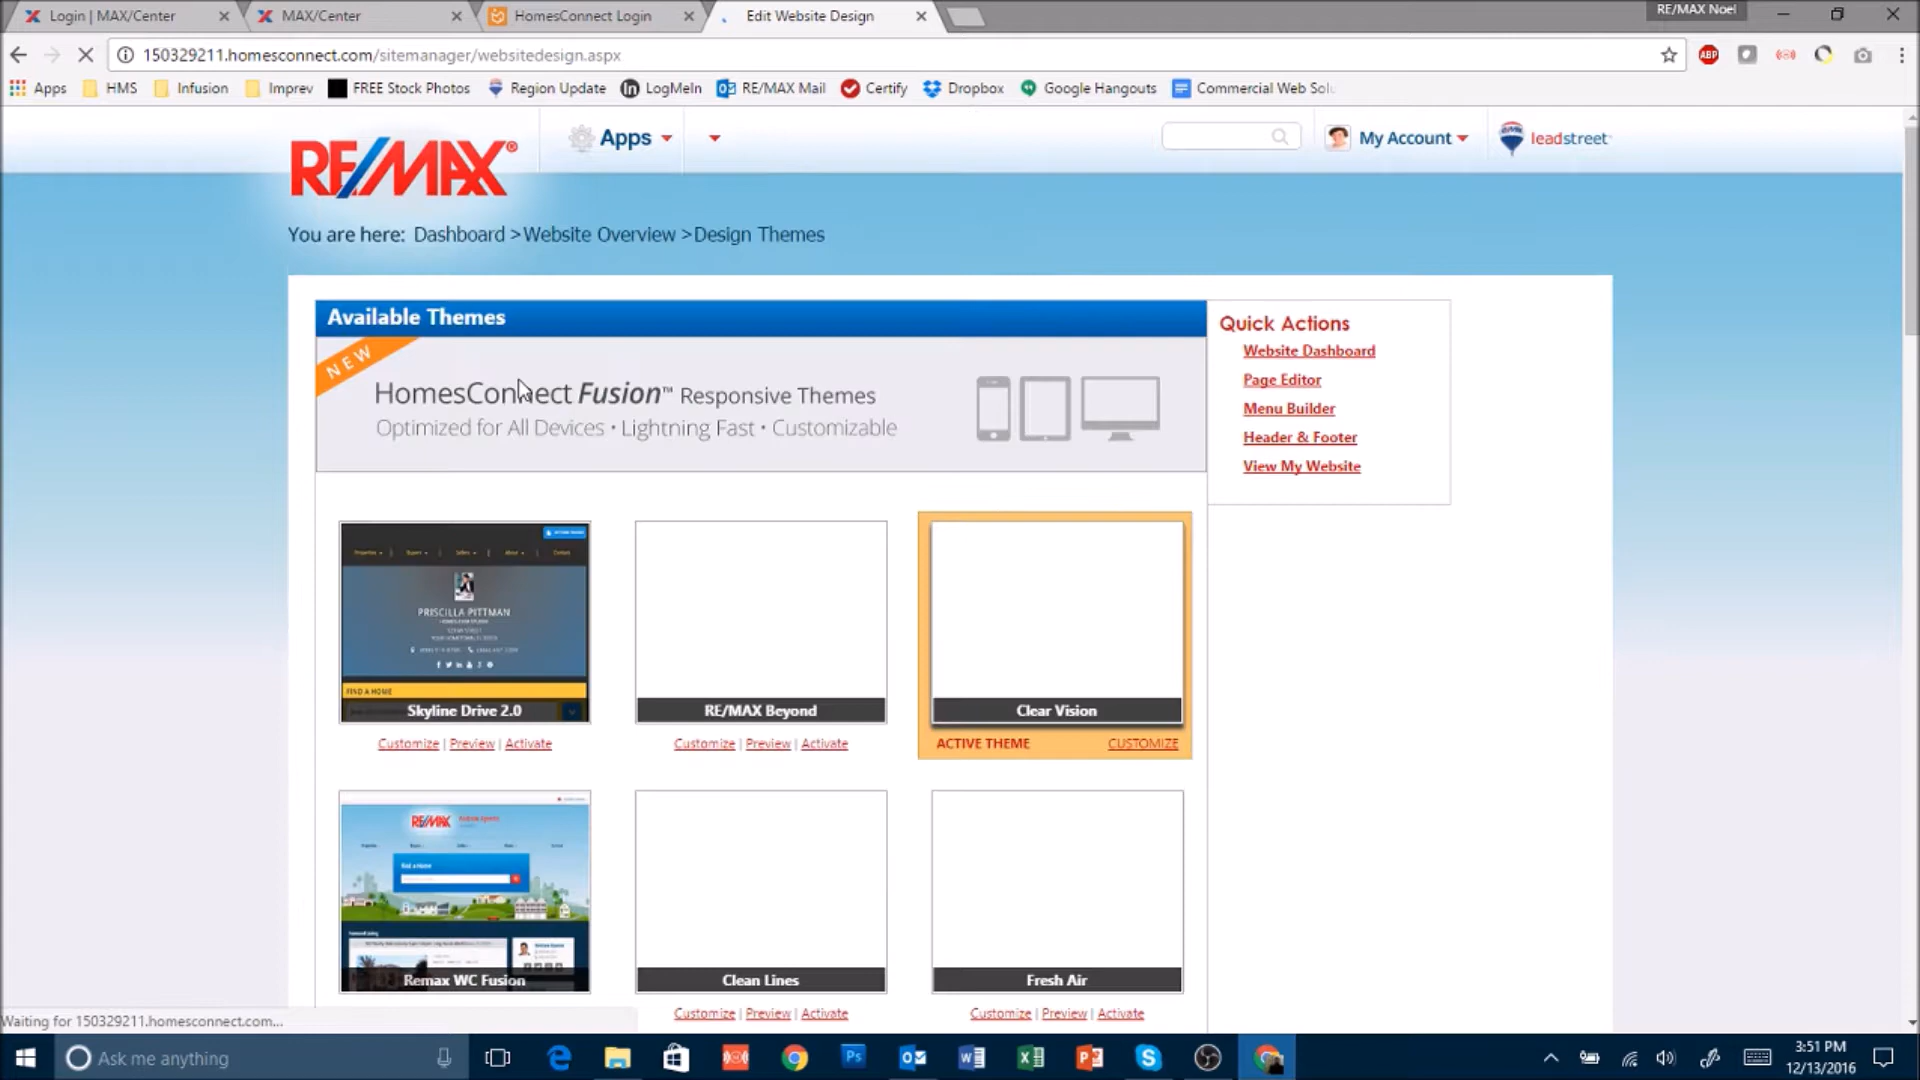 Login | MAX/Center
MAX/Center
HomesConnect Login
Edit Website Design
RE/MAX Noel
150329211.homesconnect.com/sitemanager/websitedesign.aspx
ABP
Apps
HMS
Infusion
Imprev
FREE Stock Photos
Region Update
LogMeIn
RE/MAX Mail
Certify
Dropbox
Google Hangouts
Commercial Web Solu
RE/MAX®
Apps
My Account
leadstreet
You are here: Dashboard >Website Overview >Design Themes
Available Themes
NEW
HomesConnect Fusion™ Responsive Themes
Optimized for All Devices • Lightning Fast • Customizable
Quick Actions
Website Dashboard
Page Editor
Menu Builder
Header & Footer
View My Website
PRISCILLA PITTMAN
FIND A HOME
Skyline Drive 2.0
RE/MAX Beyond
Clear Vision
Customize | Preview | Activate
Customize | Preview | Activate
ACTIVE THEME
CUSTOMIZE
RE/MAX
Find a Home
Remax WC Fusion
Clean Lines
Fresh Air
Customize | Preview | Activate
Customize | Preview | Activate
Waiting for 150329211.homesconnect.com...
Ask me anything
3:51 PM
12/13/2016